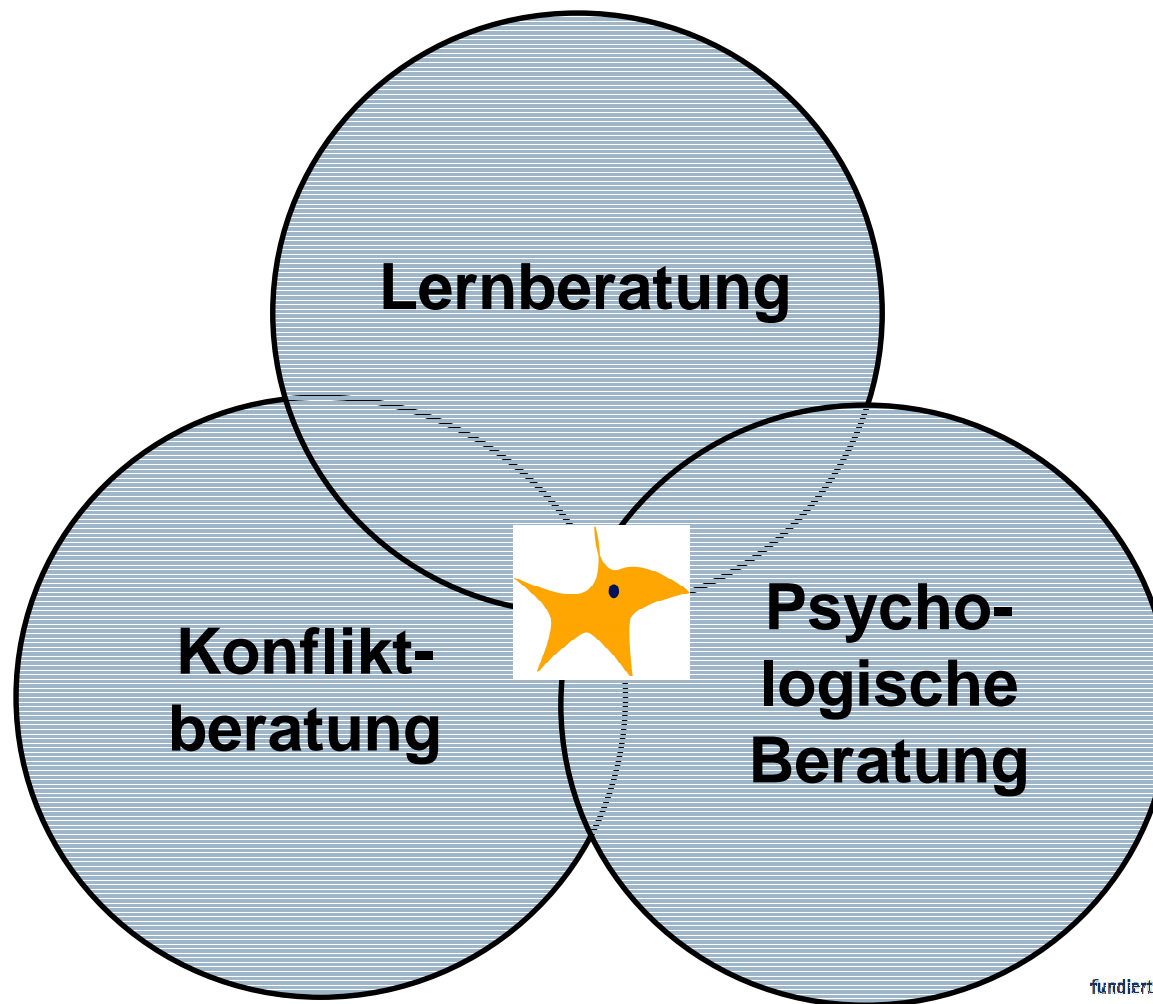 Lernberatung
Konflikt-
beratung
Psycho-
logische
Beratung
fundiert